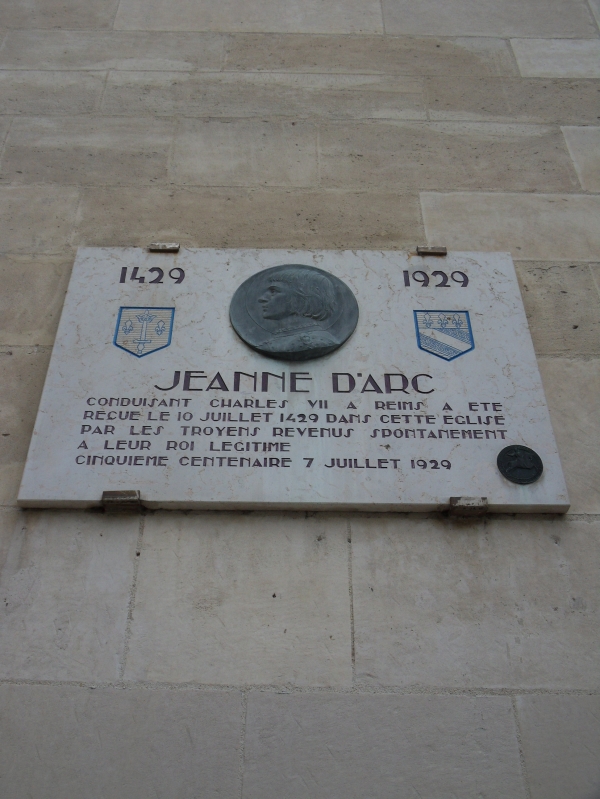 1429
1929
JEANNE D'ARC
CONDUISANT CHARLES VII A REINS A ETE
REÇUE LE 10 JUILLET 1429 DANS CETTE EGLISE
PAR LES TROYENS REVENUS SPONTANEMENT
A LEUR ROI LEGITIME
CINQUIEME CENTENAIRE 7 JUILLET 1929